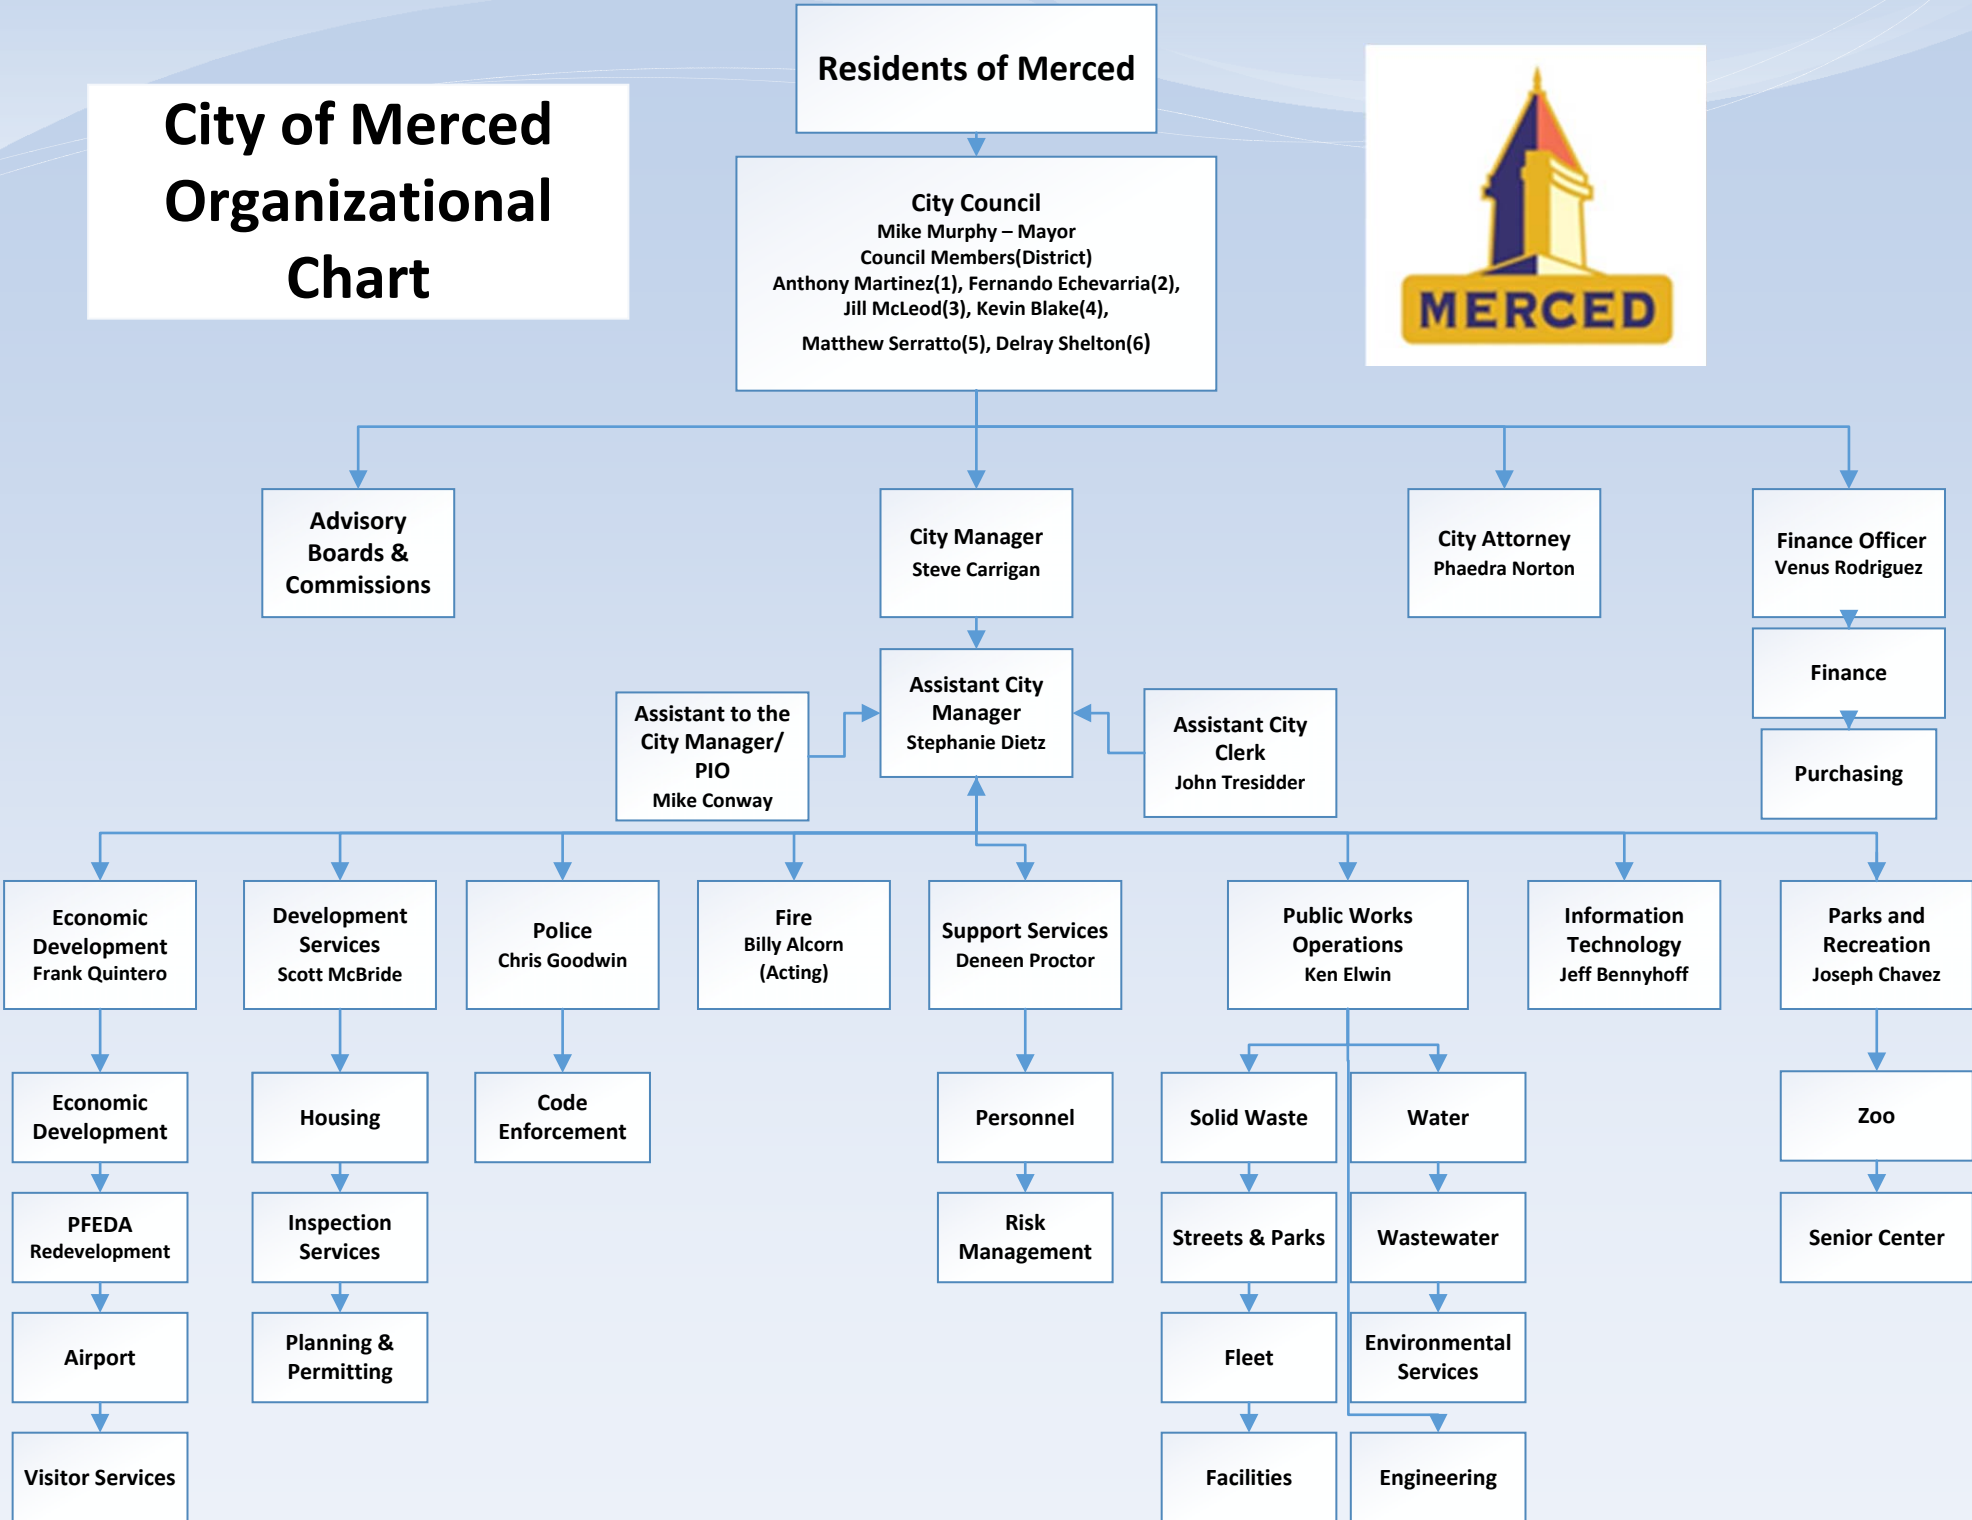 City of Merced
Organizational
Chart
Residents of Merced
MERCED
City Council
Mike Murphy – Mayor
Council Members(District)
Anthony Martinez(1), Fernando Echevarria(2),
Jill McLeod(3), Kevin Blake(4),
Matthew Serratto(5), Delray Shelton(6)
Advisory
Boards &
Commissions
City Manager
Steve Carrigan
City Attorney
Phaedra Norton
Finance Officer
Venus Rodriguez
Finance
Purchasing
Assistant to the
City Manager/
PIO
Mike Conway
Assistant City
Manager
Stephanie Dietz
Assistant City
Clerk
John Tresidder
Economic
Development
Frank Quintero
Development
Services
Scott McBride
Police
Chris Goodwin
Fire
Billy Alcorn
(Acting)
Support Services
Deneen Proctor
Public Works
Operations
Ken Elwin
Information
Technology
Jeff Bennyhoff
Parks and
Recreation
Joseph Chavez
Economic
Development
Housing
Code
Enforcement
Personnel
Solid Waste
Water
Zoo
PFEDA
Redevelopment
Inspection
Services
Risk
Management
Streets & Parks
Wastewater
Senior Center
Airport
Planning &
Permitting
Fleet
Environmental
Services
Visitor Services
Facilities
Engineering